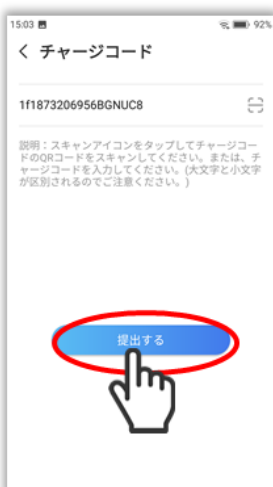 15:03 92%
チャージコード
1f1873206956BGNUC8
説明：スキャンアイコンをタップしてチャージコー
ドのQRコードをスキャンしてください。または、チ
ャージコードを入力してください。(大文字と小文字
が区別されるのでご注意ください。)
提出する